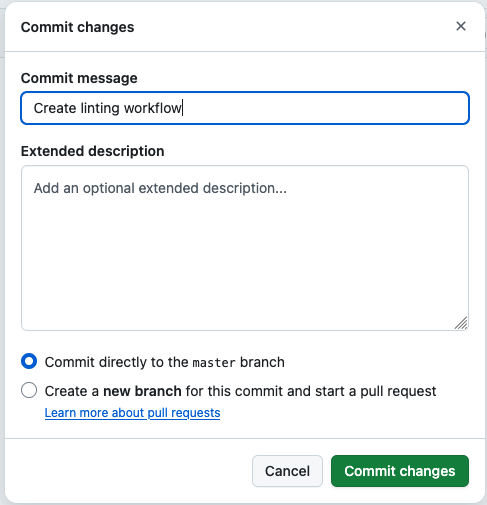 Commit changes
Commit message
Create linting workflow
Extended description
Add an optional extended description...
Commit directly to the master branch
Create a new branch for this commit and start a pull request
Learn more about pull requests
Cancel
Commit changes